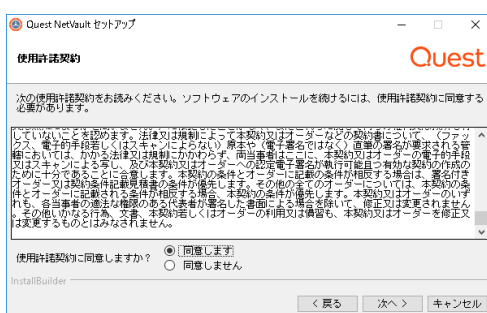 Quest NetVault セットアップ
使用許諾契約
Quest
次の使用許諾契約をお読みください。ソフトウェアのインストールを続けるには、使用許諾契約に同意する
必要があります。
していないことを認めます。法律又は規制によって本契約又はオーダーなどの契約書について、（ファッ
クス、電子的手段若しくはスキャンによらない）原本や（電子署名ではなく）直筆の署名が要求される管
轄においては、かかる法律又は規制にかかわらず、両当事者はここに、本契約又はオーダーの電子的手段
又はスキャンによる写し、及び本契約又はオーダーへの認定電子署名が執行可能且つ有効な契約の作成の
ために十分であることに合意します。本契約の条件とオーダーに記載の条件が相反する場合は、署名付き
オーダー又は契約条件記載見積書の条件が優先します。その他の全てのオーダーについては、本契約の条
件とオーダーに記載される条件が相反する場合、本契約の条件が優先します。本契約又はオーダーのいず
れも、各当事者の適法な権限のある代表者が署名した書面による場合を除いて、修正又は変更されません
。その他いかなる行為、文書、本契約若しくはオーダーの利用又は慣習も、本契約又はオーダーを修正又
は変更するものとはみなされません。
使用許諾契約に同意しますか？
同意します
同意しません
InstallBuilder
< 戻る
次へ >
キャンセル